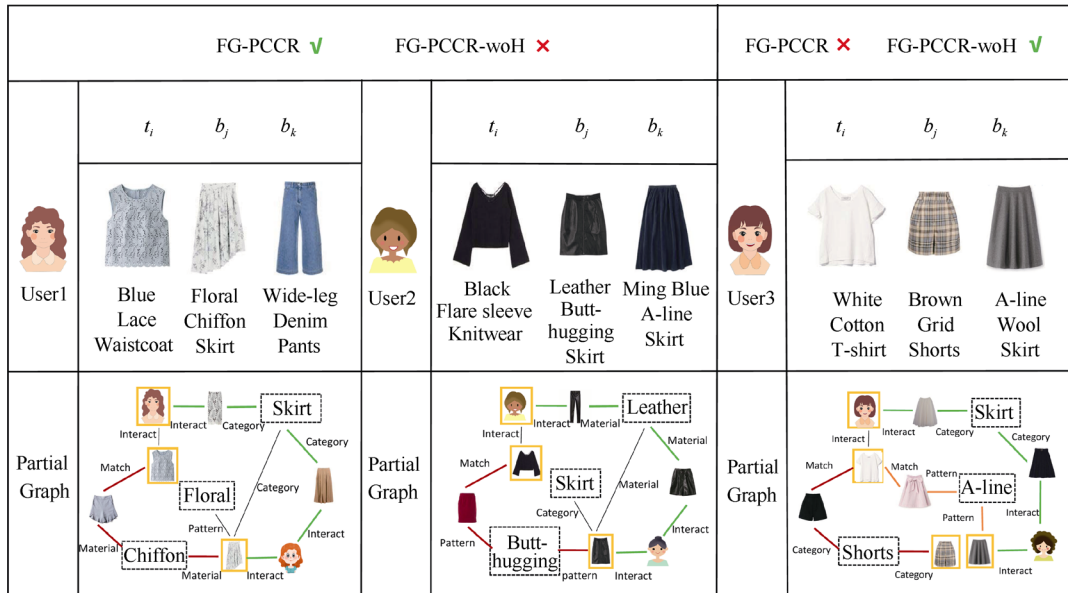 FG-PCCR √ FG-PCCR-woH ×
FG-PCCR × FG-PCCR-woH √
User1
t_i b_j b_k
Blue
Lace
Waistcoat
Floral
Chiffon
Skirt
Wide-leg
Denim
Pants
User2
t_i b_j b_k
Black
Flare sleeve
Knitwear
Leather
Butt-
hugging
Skirt
Ming Blue
A-line
Skirt
User3
t_i b_j b_k
White
Cotton
T-shirt
Brown
Grid
Shorts
A-line
Wool
Skirt
Partial
Graph
Skirt
Interact
Interact
Category
Category
Match
Floral
Category
Pattern
Interact
Material
Chiffon
Material
Interact
Partial
Graph
Leather
Interact
Interact
Material
Material
Match
Skirt
Material
Category
Interact
Pattern
Butt-
hugging
pattern
Interact
Partial
Graph
Skirt
Interact
Interact
Category
Category
Match
Match
Pattern
A-line
Pattern
Interact
Category
Shorts
Category
Interact